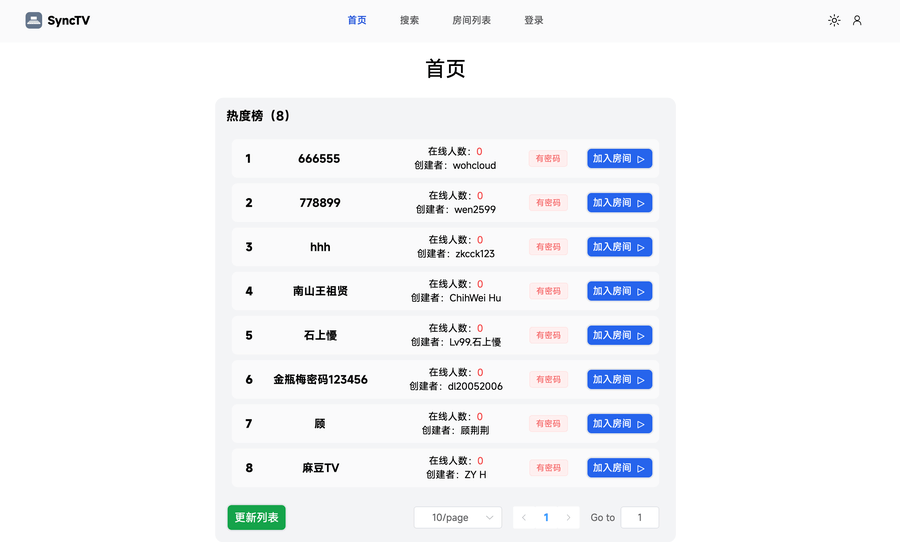 SyncTV 首页 搜索 房间列表 登录
首页
热度榜（8）
1 666555 在线人数：0 有密码 加入房间
创建者：wohcloud
2 778899 在线人数：0 有密码 加入房间
创建者：wen2599
3 hhh 在线人数：0 有密码 加入房间
创建者：zkcck123
4 南山王祖贤 在线人数：0 有密码 加入房间
创建者：ChihWei Hu
5 石上慢 在线人数：0 有密码 加入房间
创建者：Lv99.石上慢
6 金瓶梅密码123456 在线人数：0 有密码 加入房间
创建者：dl20052006
7 顾 在线人数：0 有密码 加入房间
创建者：顾荆荆
8 麻豆TV 在线人数：0 有密码 加入房间
创建者：ZY H
更新列表 10/page 1 Go to 1